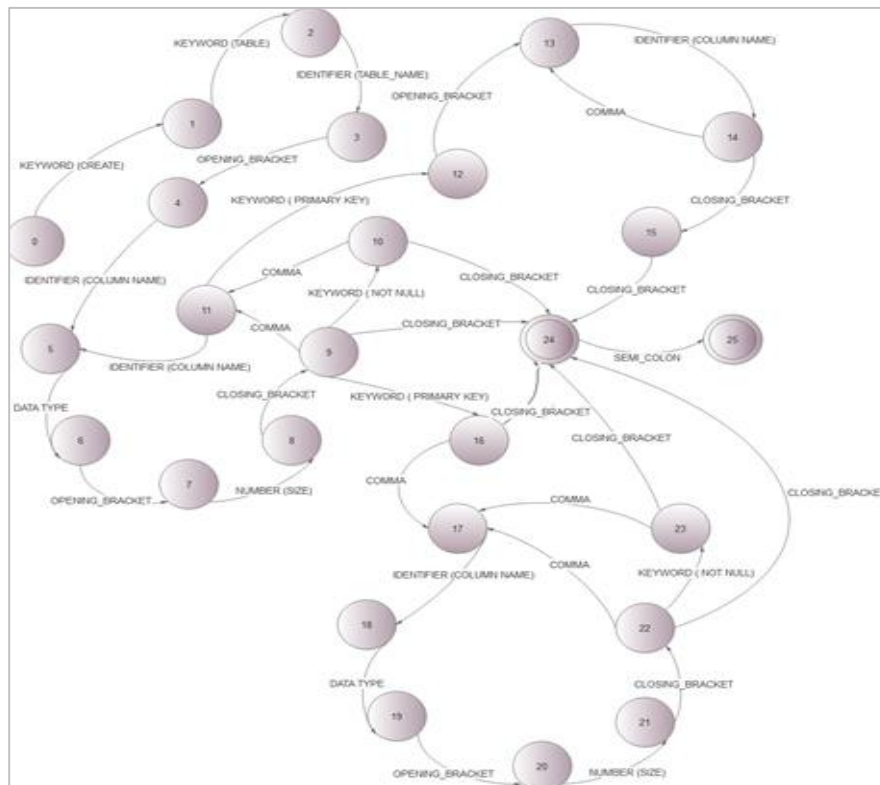 2
13
KEYWORD (TABLE)
IDENTIFIER (COLUMN NAME)
IDENTIFIER (TABLE_NAME)
OPENING_BRACKET
COMMA
1
3
14
KEYWORD (CREATE)
OPENING_BRACKET
12
KEYWORD ( PRIMARY KEY)
4
CLOSING_BRACKET
15
0
10
COMMA
CLOSING_BRACKET
IDENTIFIER (COLUMN NAME)
KEYWORD ( NOT NULL)
CLOSING_BRACKET
11
COMMA
CLOSING_BRACKET
24
25
5
9
IDENTIFIER (COLUMN NAME)
SEMI_COLON
CLOSING_BRACKET
KEYWORD ( PRIMARY KEY)
DATA TYPE
CLOSING_BRACKET
6
8
16
CLOSING_BRACKET
COMMA
7
NUMBER (SIZE)
OPENING_BRACKET
CLOSING_BRACKET
COMMA
17
23
COMMA
IDENTIFIER (COLUMN NAME)
KEYWORD ( NOT NULL)
18
22
DATA TYPE
CLOSING_BRACKET
19
21
OPENING_BRACKET
20
NUMBER (SIZE)